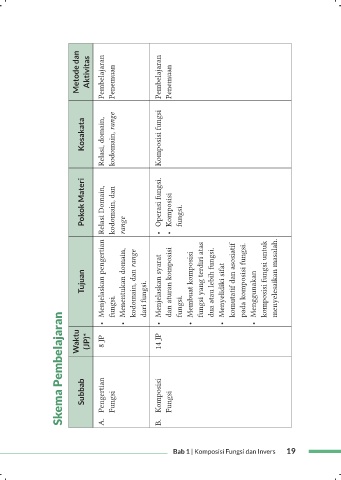 Skema Pembelajaran
Subbab
Waktu
(JP)*
Tujuan
Pokok Materi
Kosakata
Metode dan
Aktivitas
A. Pengertian
Fungsi
8 JP
• Menjelaskan pengertian
fungsi.
• Menentukan domain,
kodomain, dan range
dari fungsi.
Relasi Domain,
kodomain, dan
range
Relasi, domain,
kodomain, range
Pembelajaran
Penemuan
B. Komposisi
Fungsi
14 JP
• Menjelaskan syarat
dan aturan komposisi
fungsi.
• Membuat komposisi
fungsi yang terdiri atas
dua atau lebih fungsi.
• Menyelidiki sifat
komutatif dan asosiatif
pada komposisi fungsi.
• Menggunakan
komposisi fungsi untuk
menyelesaikan masalah.
• Operasi fungsi.
• Komposisi
fungsi.
Komposisi fungsi
Pembelajaran
Penemuan
Bab 1 | Komposisi Fungsi dan Invers 19